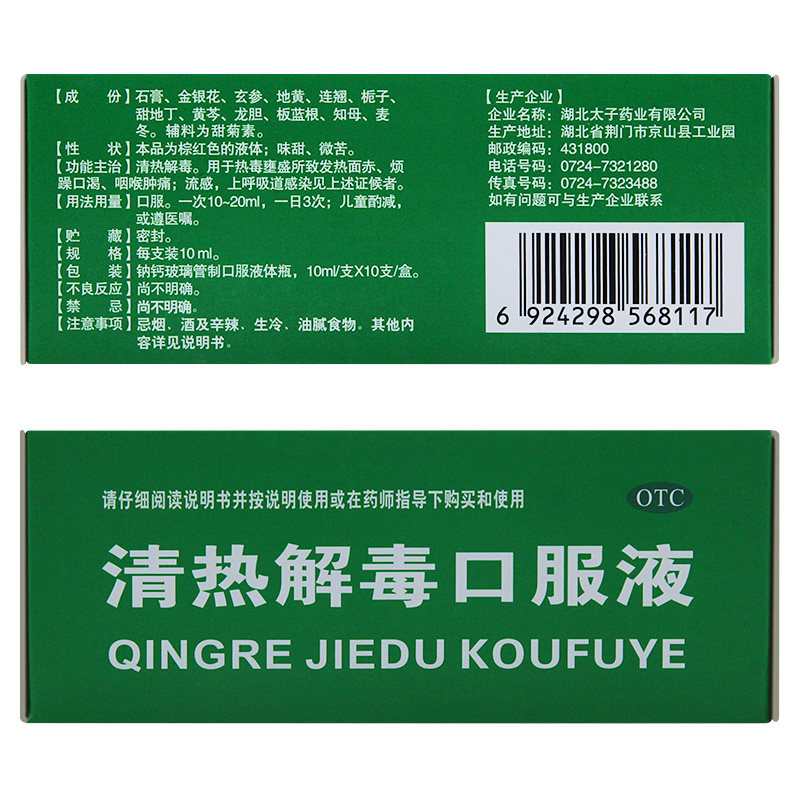 【成 份】石膏、金银花、玄参、地黄、连翘、栀子、
甜地丁、黄芩、龙胆、板蓝根、知母、麦
冬。辅料为甜菊素。
【性 状】本品为棕红色的液体；味甜、微苦。
【功能主治】清热解毒。用于热毒壅盛所致发热面赤、烦
躁口渴、咽喉肿痛；流感，上呼吸道感染见上述证候者。
【用法用量】口服。一次10~20ml，一日3次；儿童酌减，
或遵医嘱。
【贮 藏】密封。
【规 格】每支装10ml。
【包 装】钠钙玻璃管制口服液体瓶，10ml/支X10支/盒。
【不良反应】尚不明确。
【禁 忌】尚不明确。
【注意事项】忌烟、酒及辛辣、生冷、油腻食物。其他内
容详见说明书。
【生产企业】
企业名称：湖北太子药业有限公司
生产地址：湖北省荆门市京山县工业园
邮政编码：431800
电话号码：0724-7321280
传真号码：0724-7323488
如有问题可与生产企业联系
6 924298 568117
请仔细阅读说明书并按说明使用或在药师指导下购买和使用
OTC
清热解毒口服液
QINGRE JIEDU KOUFUYE